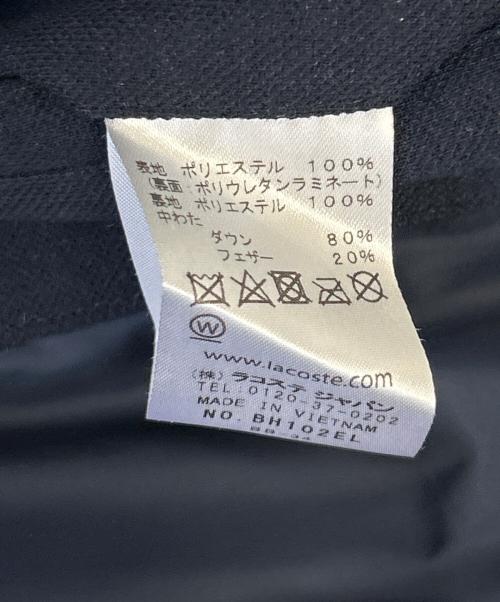 表地 ポリエステル 100%
(裏面:ポリウレタンラミネート)
裏地 ポリエステル 100%
中わた
ダウン 80%
フェザー 20%
W
www.lacoste.com
(株)ラコステ ジャパン
TEL:0120-37-0202
MADE IN VIETNAM
NO. BH102EL